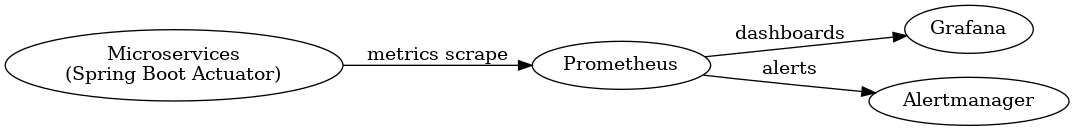 Microservices
(Spring Boot Actuator)
metrics scrape
Prometheus
dashboards
alerts
Grafana
Alertmanager